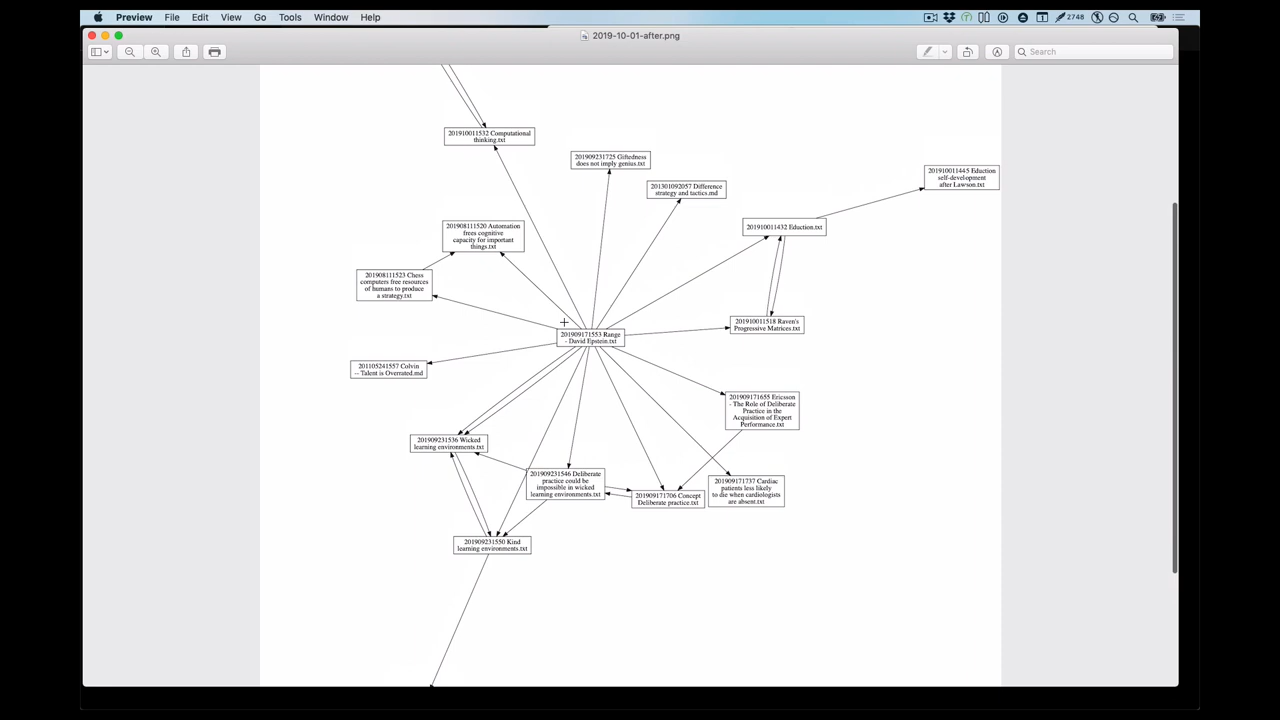 Preview File Edit View Go Tools Window Help
2748
2019-10-01-after.png
Search
201910011532 Computational
thinking.txt
201909231725 Giftedness
does not imply genius.txt
201301092057 Difference
strategy and tactics.md
201910011445 Eduction
self-development
after Lawson.txt
201908111520 Automation
frees cognitive
capacity for important
things.txt
201910011432 Eduction.txt
201908111523 Chess
computers free resources
of humans to produce
a strategy.txt
201910011518 Raven's
Progressive Matrices.txt
201909171553 Range
- David Epstein.txt
201105241557 Colvin
-- Talent is Overrated.md
201909171655 Ericsson
- The Role of Deliberate
Practice in the
Acquisition of Expert
Performance.txt
201909231536 Wicked
learning environments.txt
201909231546 Deliberate
practice could be
impossible in wicked
learning environments.txt
201909171706 Concept
Deliberate practice.txt
201909171737 Cardiac
patients less likely
to die when cardiologists
are absent.txt
201909231550 Kind
learning environments.txt